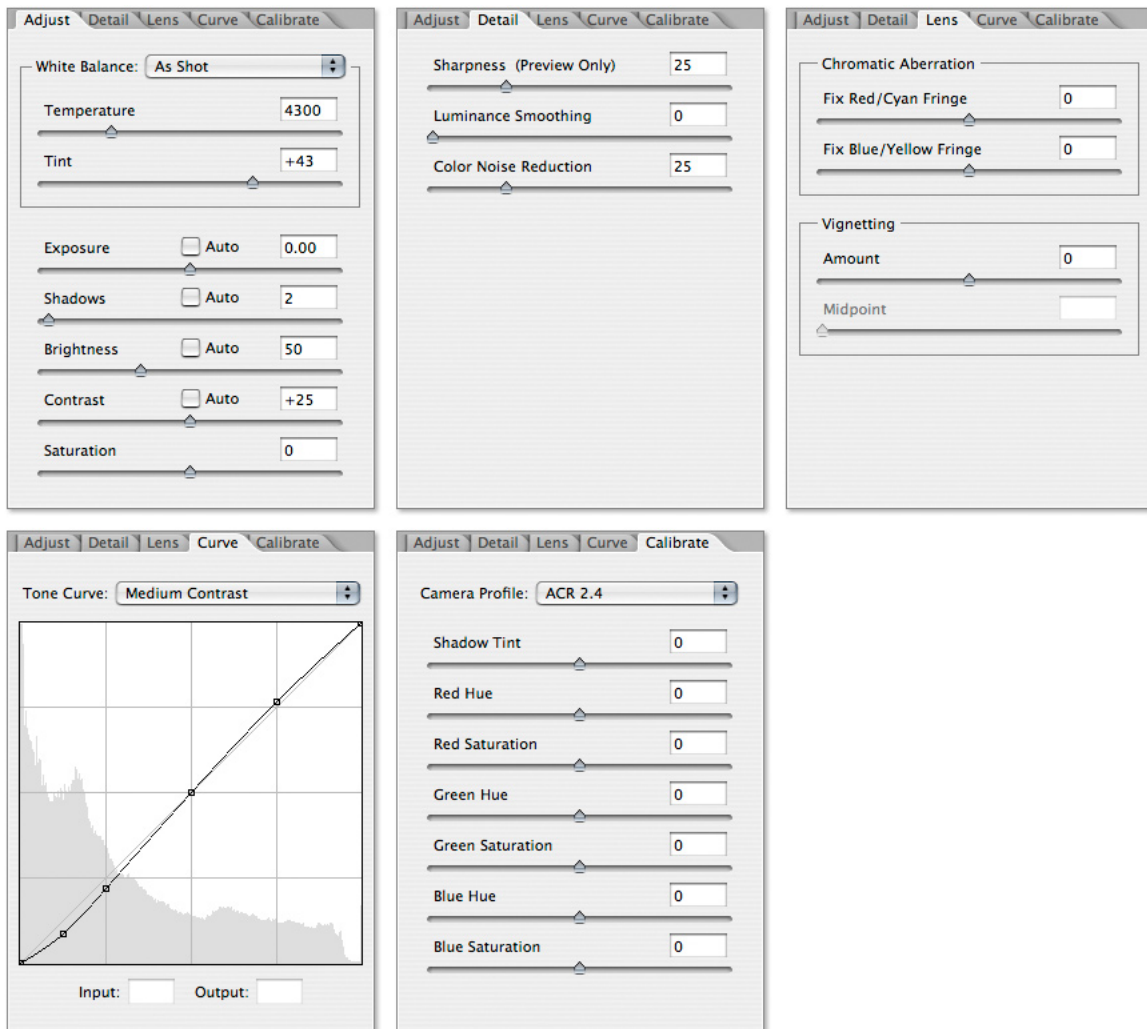 Adjust Detail Lens Curve Calibrate
White Balance: As Shot
Temperature 4300
Tint +43
Exposure Auto 0.00
Shadows Auto 2
Brightness Auto 50
Contrast Auto +25
Saturation 0
Adjust Detail Lens Curve Calibrate
Sharpness (Preview Only) 25
Luminance Smoothing 0
Color Noise Reduction 25
Adjust Detail Lens Curve Calibrate
Chromatic Aberration
Fix Red/Cyan Fringe 0
Fix Blue/Yellow Fringe 0
Vignetting
Amount 0
Midpoint
Adjust Detail Lens Curve Calibrate
Tone Curve: Medium Contrast
Input: Output:
Adjust Detail Lens Curve Calibrate
Camera Profile: ACR 2.4
Shadow Tint 0
Red Hue 0
Red Saturation 0
Green Hue 0
Green Saturation 0
Blue Hue 0
Blue Saturation 0